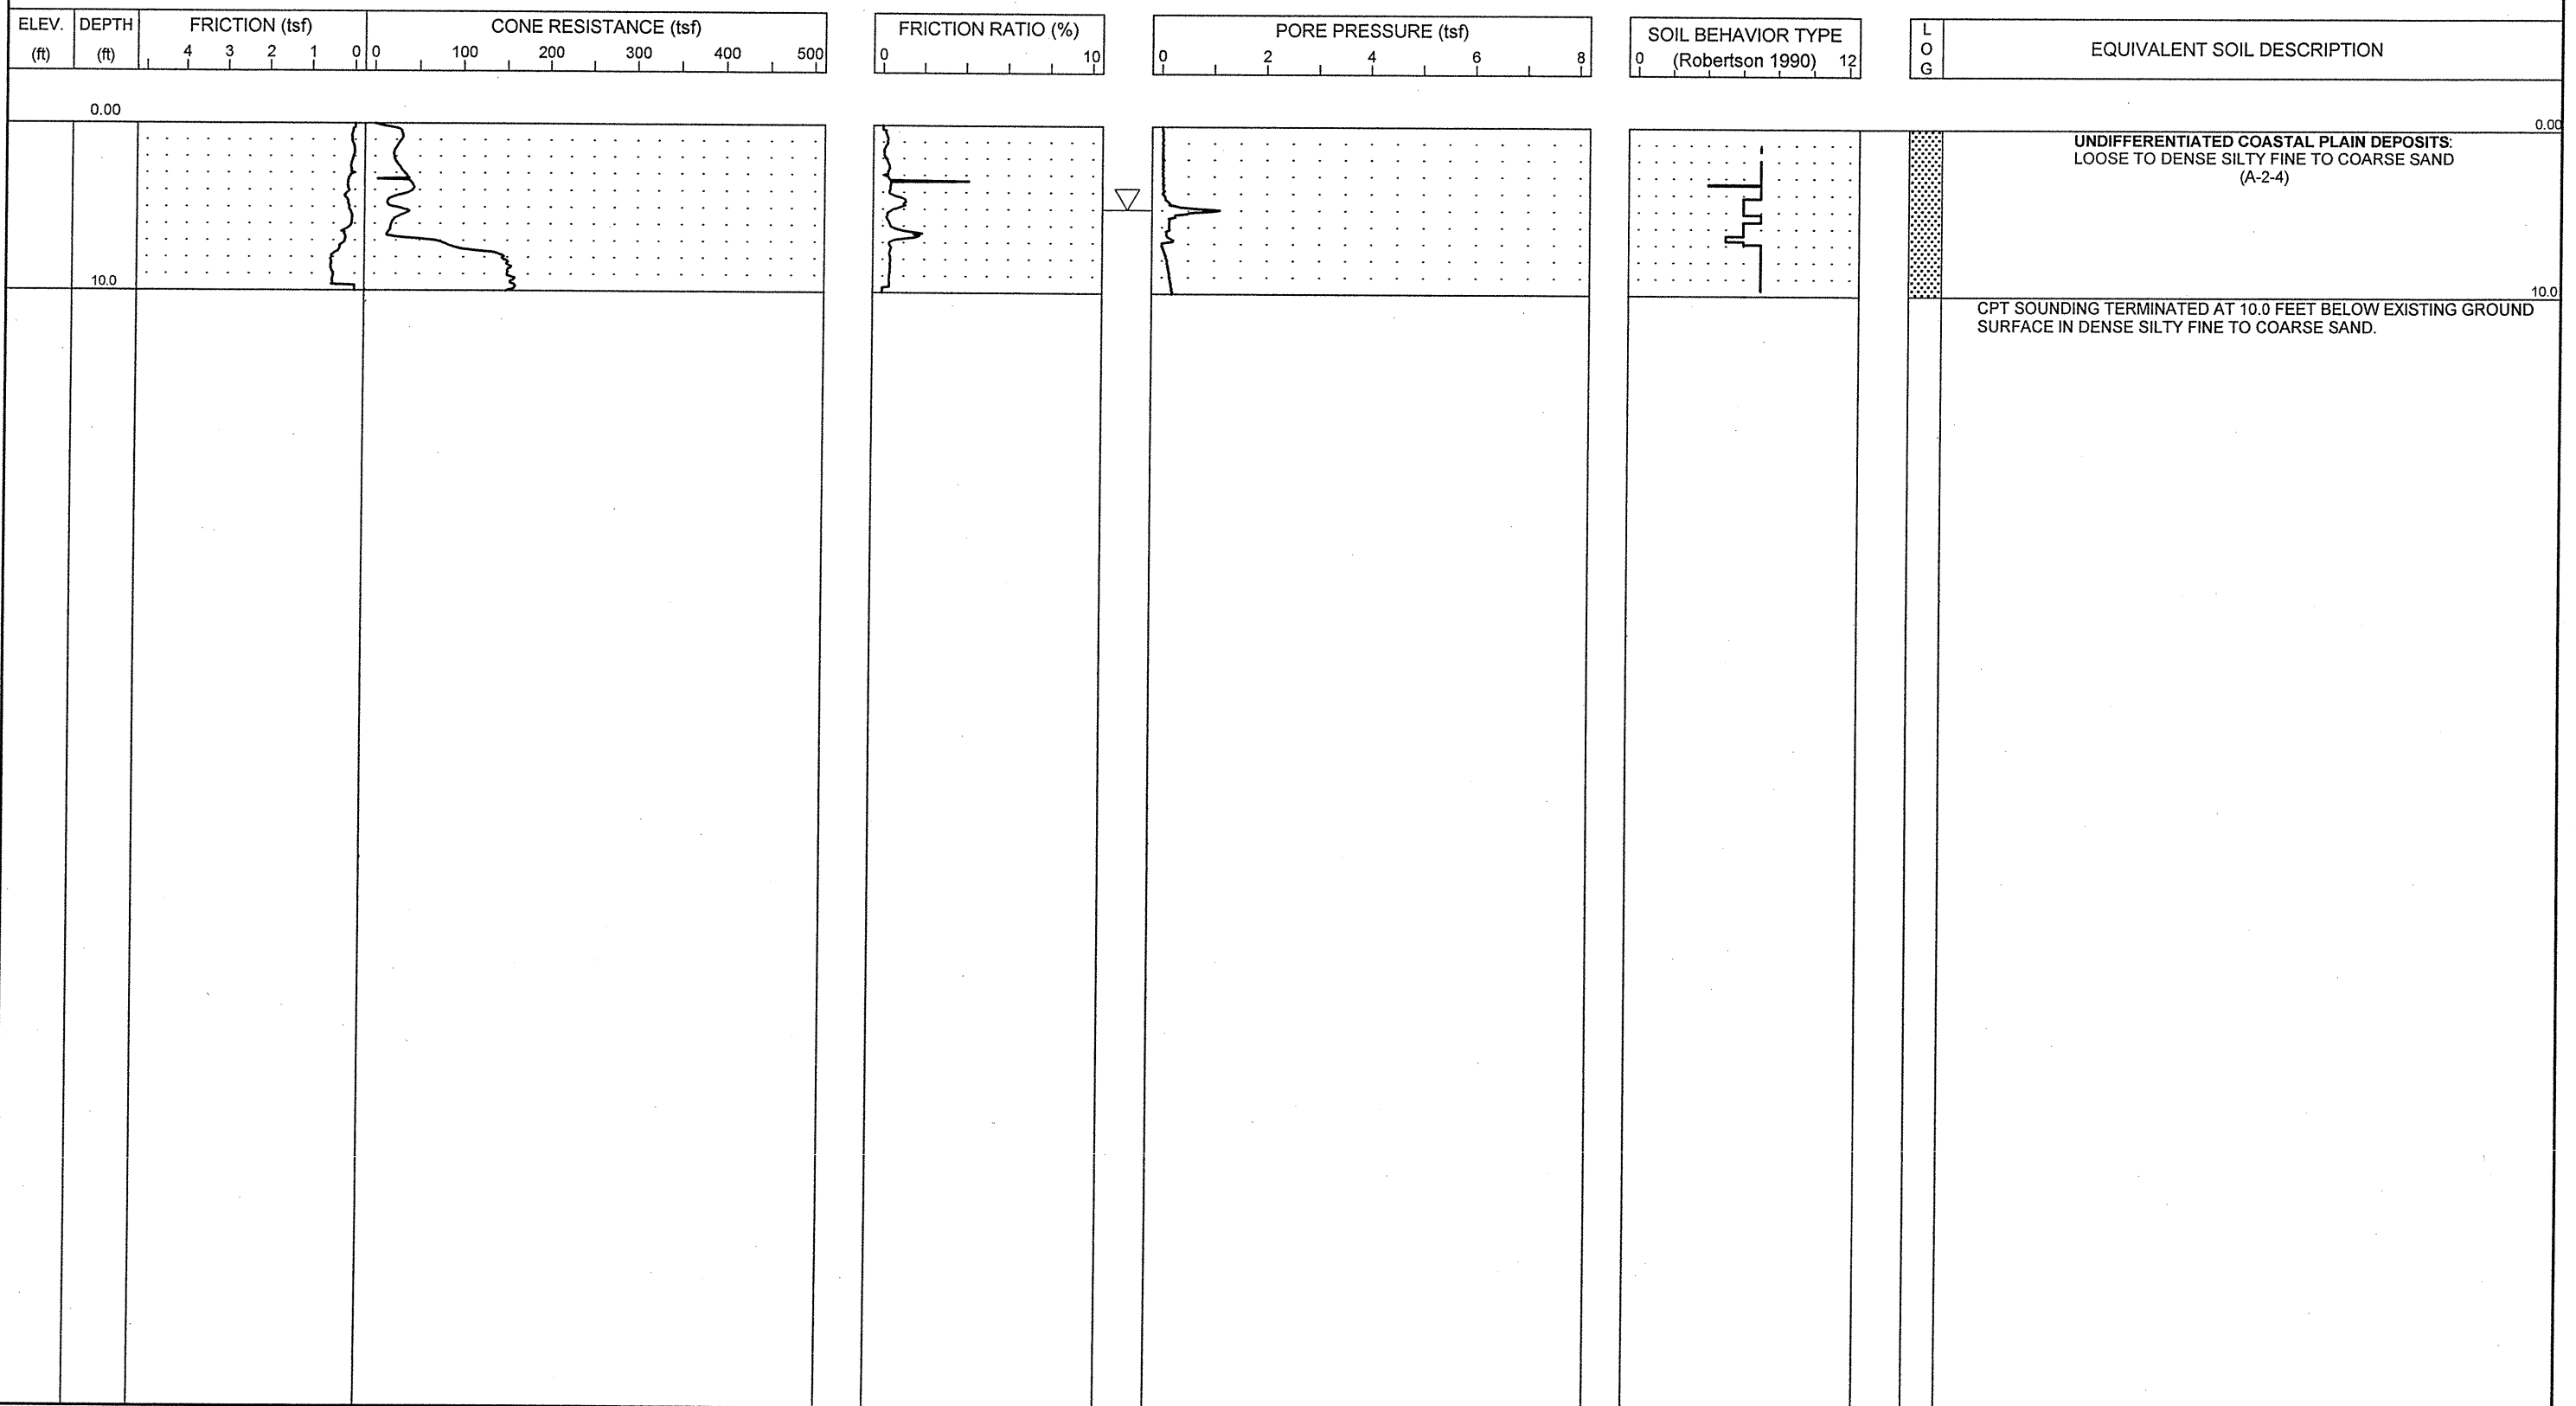 ELEV.
(ft)
DEPTH
(ft)
FRICTION (tsf)
4 3 2 1 0
CONE RESISTANCE (tsf)
0 100 200 300 400 500
FRICTION RATIO (%)
0 10
PORE PRESSURE (tsf)
0 2 4 6 8
SOIL BEHAVIOR TYPE
(Robertson 1990)
0 12
L
O
G
EQUIVALENT SOIL DESCRIPTION
0.00
0.00
UNDIFFERENTIATED COASTAL PLAIN DEPOSITS:
LOOSE TO DENSE SILTY FINE TO COARSE SAND
(A-2-4)
10.0
10.0
CPT SOUNDING TERMINATED AT 10.0 FEET BELOW EXISTING GROUND
SURFACE IN DENSE SILTY FINE TO COARSE SAND.